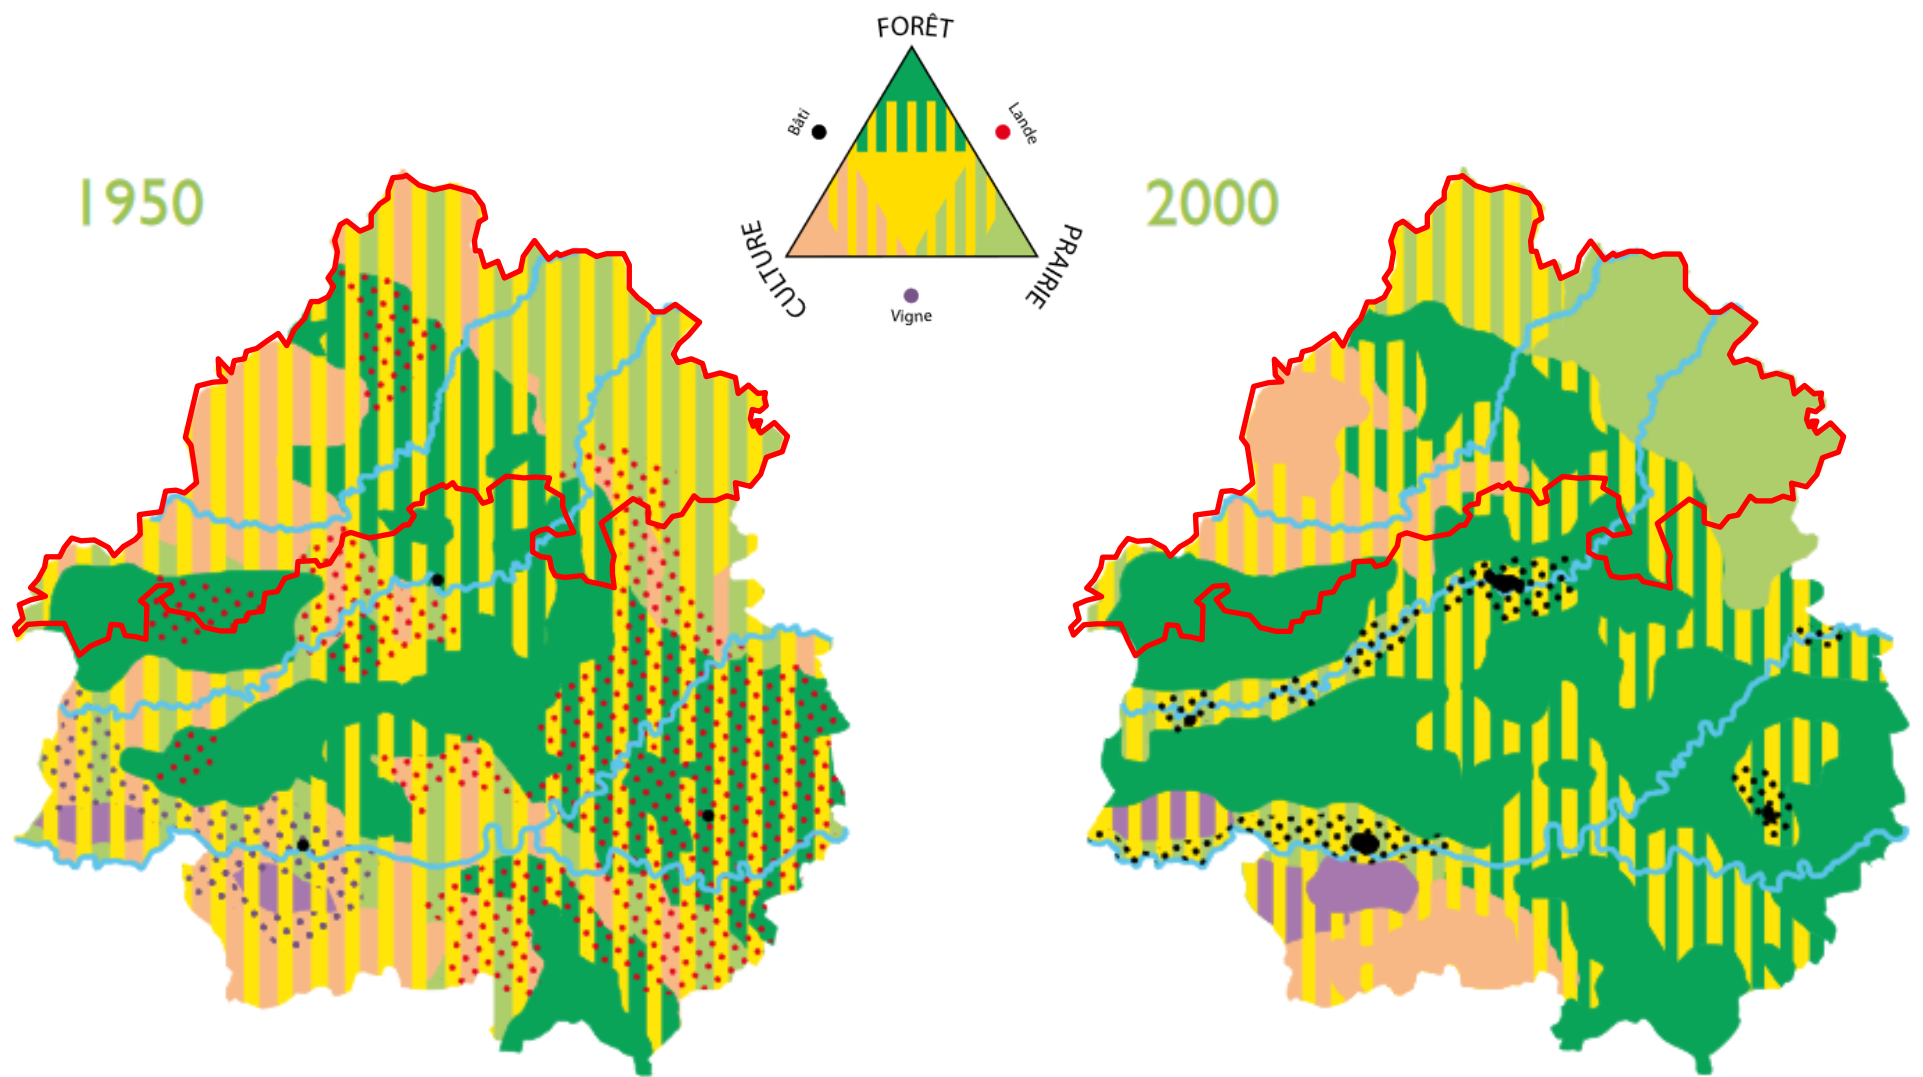 FORÊT
Bâti
Lande
1950
2000
CULTURE
PRAIRIE
Vigne